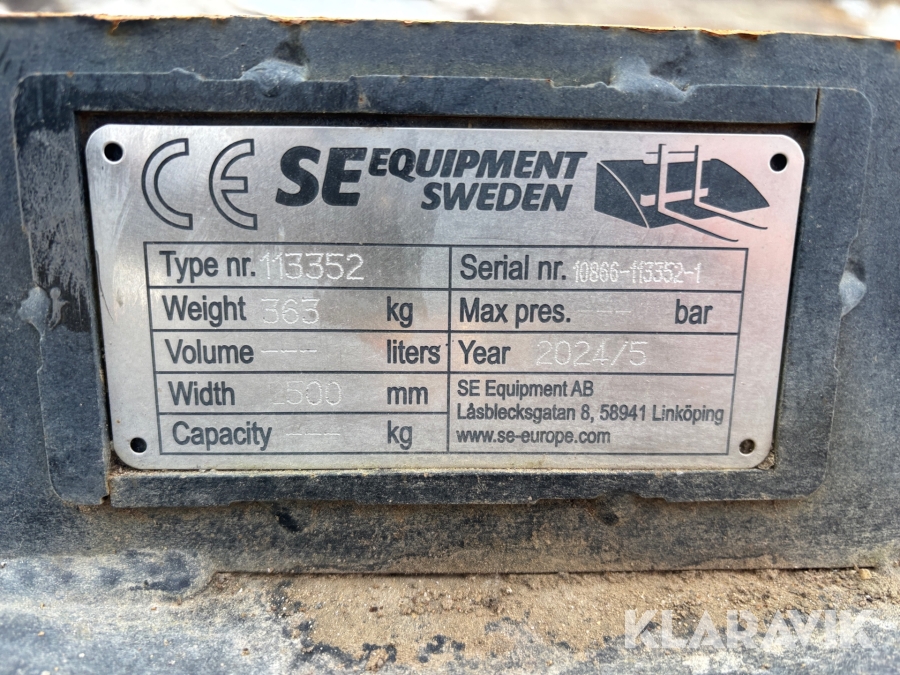 CE SE EQUIPMENT SWEDEN
Type nr. 113352
Serial nr. 10866-113352-1
Weight 363 kg
Max pres. --- bar
Volume --- liters
Year 2024/5
Width mm
SE Equipment AB
Låsblecksgatan 8, 58941 Linköping
www.se-europe.com
Capacity --- kg
KLARAVIK